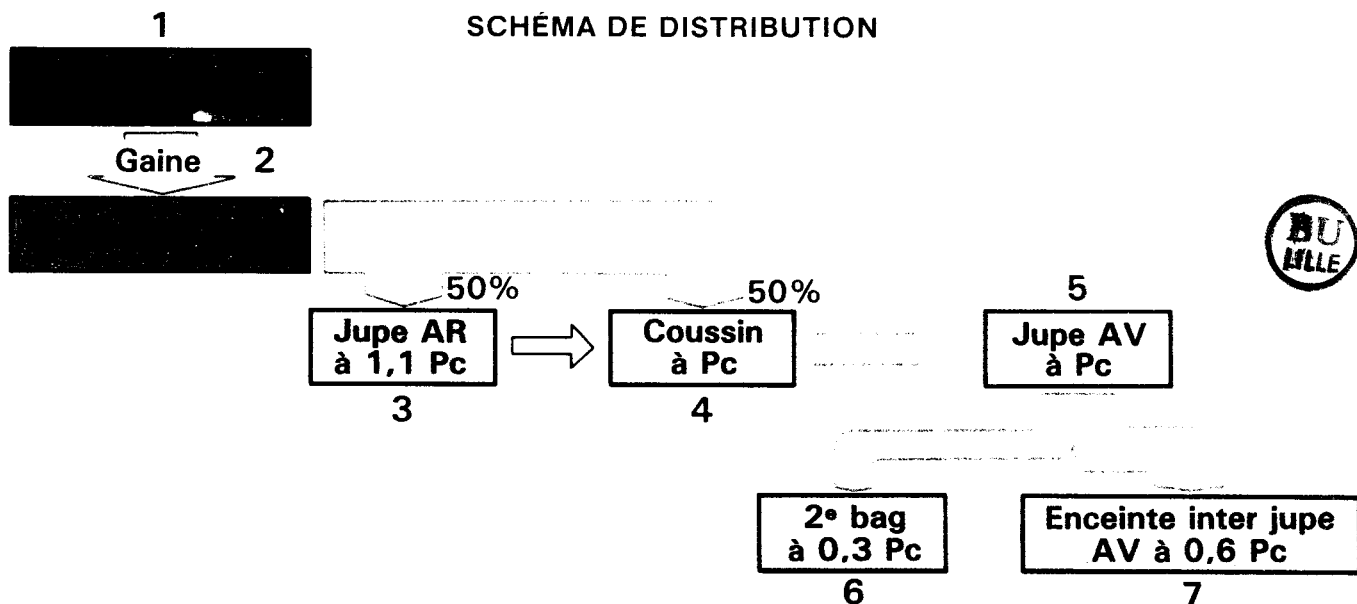 SCHÉMA DE DISTRIBUTION
1
Gaine 2
BU
LILLE
50% 50%
5
Jupe AR
à 1,1 Pc
Coussin
à Pc
Jupe AV
à Pc
3
4
2e bag
à 0,3 Pc
Enceinte inter jupe
AV à 0,6 Pc
6
7